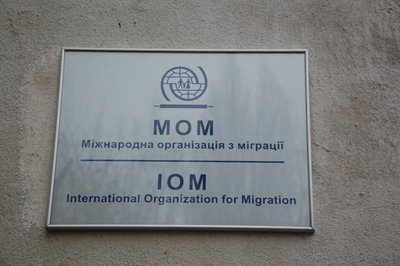 МОМ
Міжнародна організація з міграції
IOM
International Organization for Migration